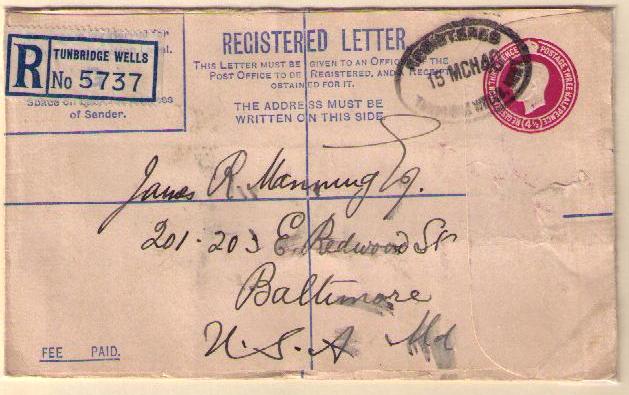 R TUNBRIDGE WELLS
No 5737
of Sender.
REGISTERED LETTER.
THIS LETTER MUST BE GIVEN TO AN OFFICER OF THE
POST OFFICE TO BE REGISTERED, AND A RECEIPT
OBTAINED FOR IT.
THE ADDRESS MUST BE
WRITTEN ON THIS SIDE.
REGISTERED
15 MCH 40
POSTAGE THREE HALFPENCE
(4½)
James R. Manning Esq.
201-203 E. Redwood St
Baltimore
U.S.A Md
FEE PAID.